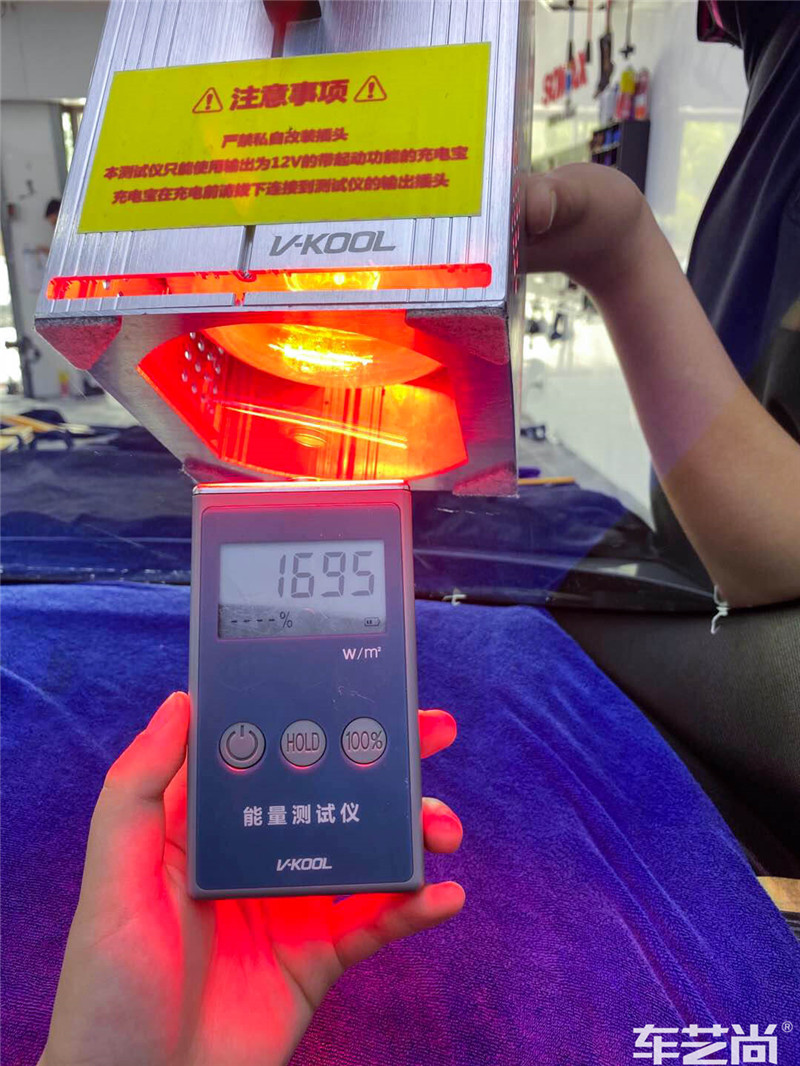 注意事项
严禁私自改装插头
本测试仪只能使用输出为12V的带起动功能的充电宝
充电宝在充电前请拔下连接到测试仪的输出插头
V-KOOL
1695
----%
W/m²
HOLD
100%
能量测试仪
V-KOOL
车艺尚®